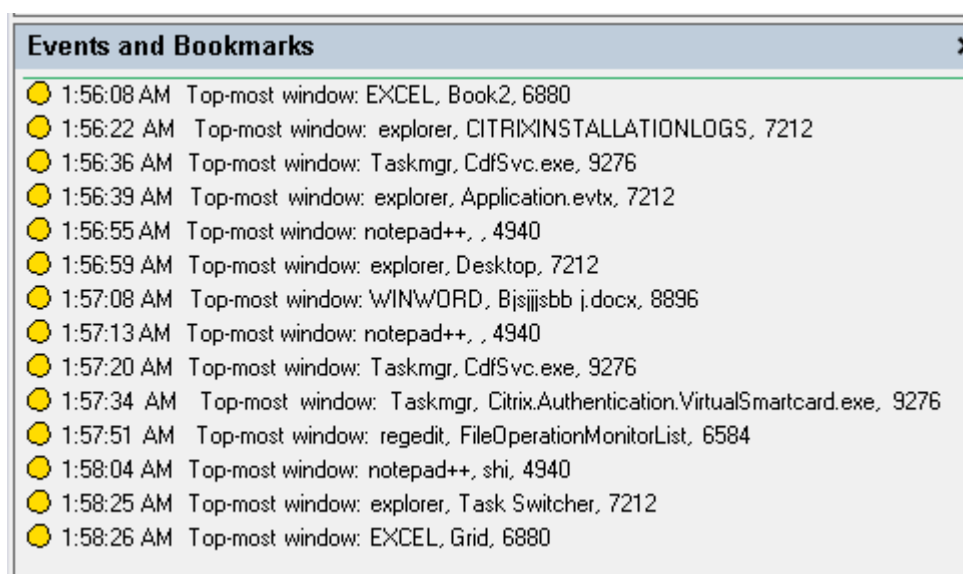 Events and Bookmarks
1:56:08 AM Top-most window: EXCEL, Book2, 6880
1:56:22 AM Top-most window: explorer, CITRIXINSTALLATIONLOGS, 7212
1:56:36 AM Top-most window: Taskmgr, CdfSvc.exe, 9276
1:56:39 AM Top-most window: explorer, Application.evtx, 7212
1:56:55 AM Top-most window: notepad++, , 4940
1:56:59 AM Top-most window: explorer, Desktop, 7212
1:57:08 AM Top-most window: WINWORD, Bjsjjjsbb j.docx, 8896
1:57:13 AM Top-most window: notepad++, , 4940
1:57:20 AM Top-most window: Taskmgr, CdfSvc.exe, 9276
1:57:34 AM Top-most window: Taskmgr, Citrix.Authentication.VirtualSmartcard.exe, 9276
1:57:51 AM Top-most window: regedit, FileOperationMonitorList, 6584
1:58:04 AM Top-most window: notepad++, shi, 4940
1:58:25 AM Top-most window: explorer, Task Switcher, 7212
1:58:26 AM Top-most window: EXCEL, Grid, 6880